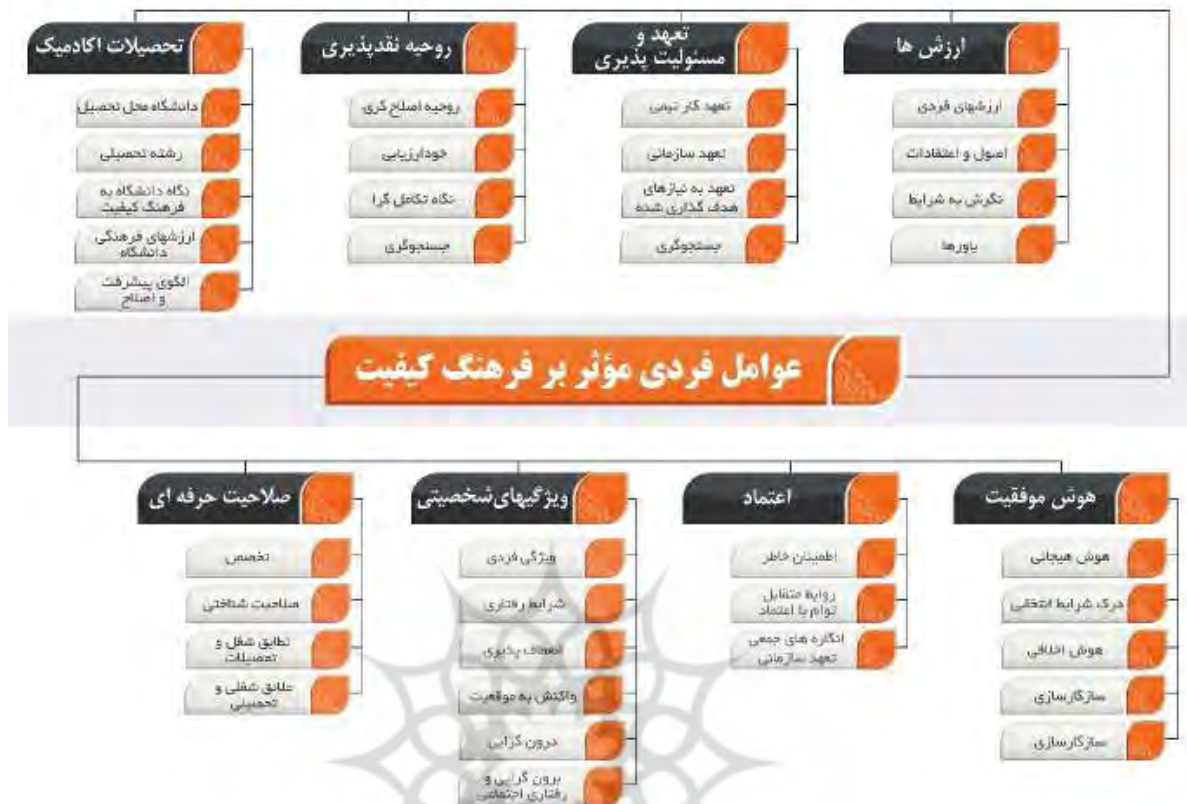 ارزش ها
ارزشهای فردی
اصول و اعتقادات
نگرش به شرایط
باورها
تعهد و
مسئولیت پذیری
تعهد کار تیمی
تعهد سازمانی
تعهد به نیازهای
هدف گذاری شده
جستجوگری
روحیه نقدپذیری
روحیه اصلاح گری
خودارزیابی
نگاه تکامل گرا
جستجوگری
تحصیلات اکادمیک
دانشگاه محل تحصیل
رشته تحصیلی
نگاه دانشگاه به
فرهنگ کیفیت
ارزشهای فرهنگی
دانشگاه
الگوی پیشرفت
و اصلاح
عوامل فردی مؤثر بر فرهنگ کیفیت
هوش موفقیت
هوش هیجانی
درک شرایط انتخابی
هوش اخلاقی
سازگارسازی
سازگارسازی
اعتماد
اطمینان خاطر
روابط متقابل
توام با اعتماد
انگاره های جمعی
تعهد سازمانی
ویژگیهای شخصیتی
ویژگی فردی
شرایط رفتاری
انعطاف پذیری
واکنش به موقعیت
درون گرایی
برون گرایی و
رفتاری اجتماعی
صلاحیت حرفه ای
تخصص
صلاحیت شناختی
تطابق شغل و
تحصیلات
علایق شغلی و
تحصیلی